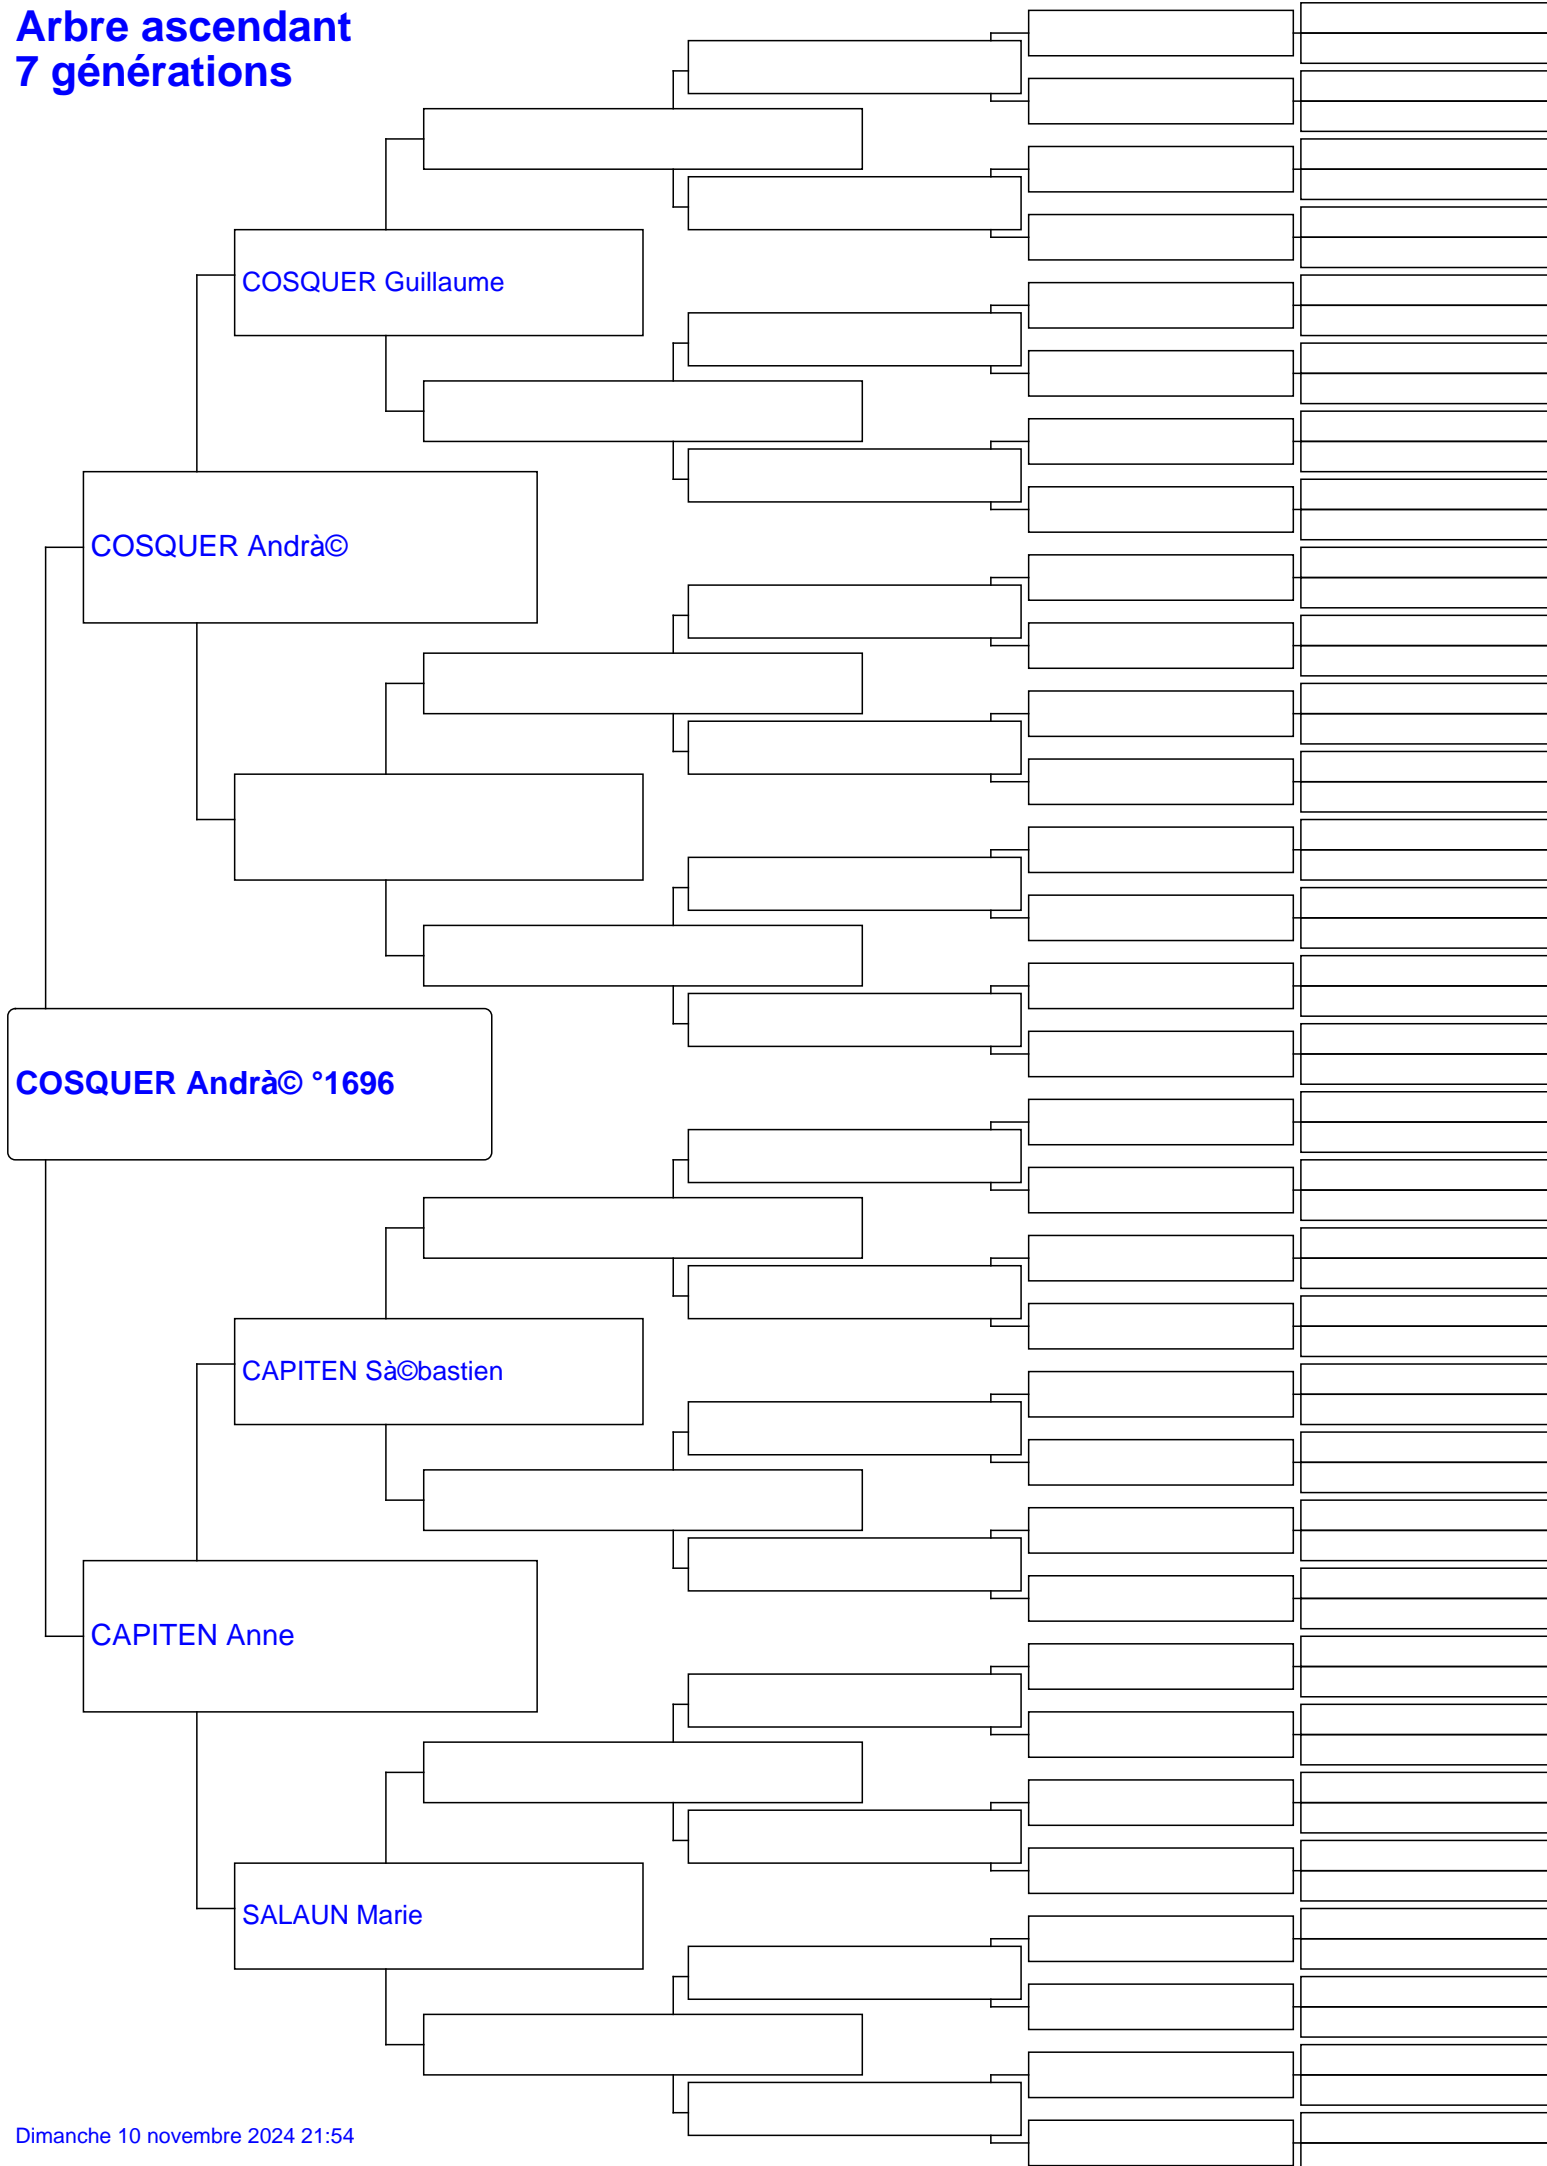 Arbre ascendant
7 générations
COSQUER Guillaume
COSQUER Andrà©
COSQUER Andrà© °1696
CAPITEN Sà©bastien
CAPITEN Anne
SALAUN Marie
Dimanche 10 novembre 2024 21:54